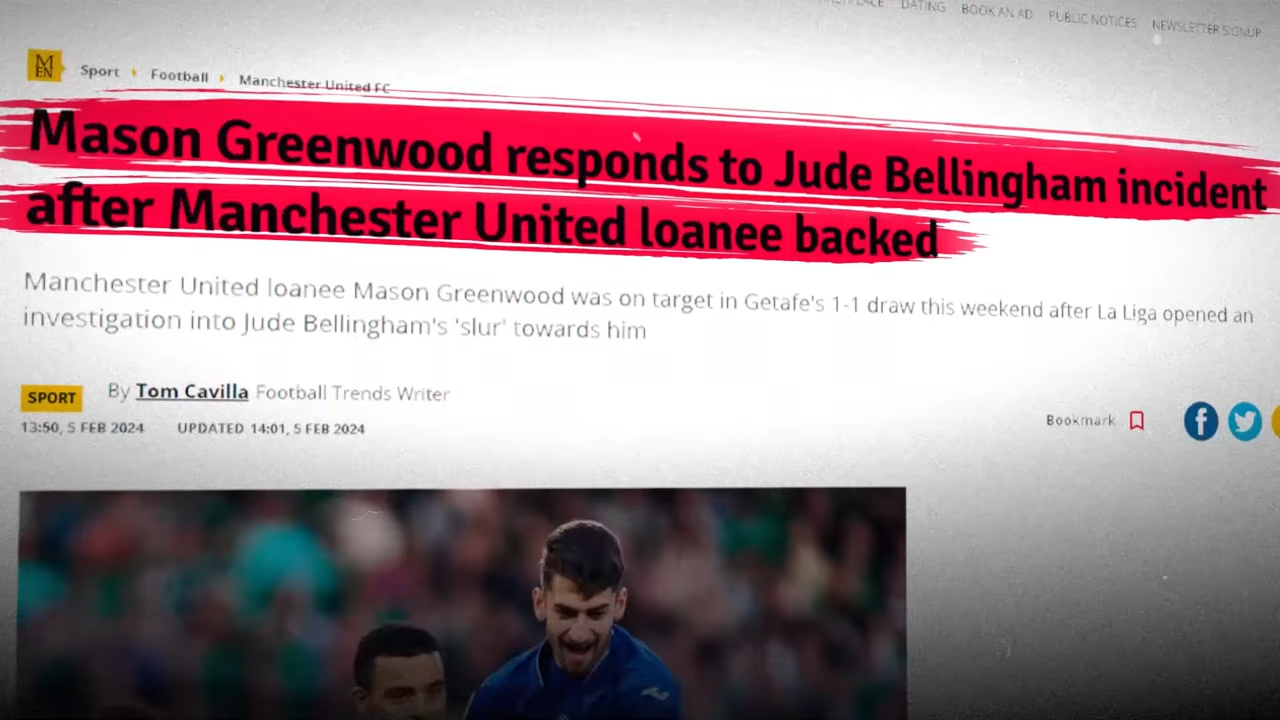 DATING BOOK AN AD PUBLIC NOTICES NEWSLETTER SIGNUP
MEN Sport Football Manchester United FC
Mason Greenwood responds to Jude Bellingham incident
after Manchester United loanee backed
Manchester United loanee Mason Greenwood was on target in Getafe's 1-1 draw this weekend after La Liga opened an
investigation into Jude Bellingham's 'slur' towards him
SPORT By Tom Cavilla Football Trends Writer
13:50, 5 FEB 2024 UPDATED 14:01, 5 FEB 2024
Bookmark